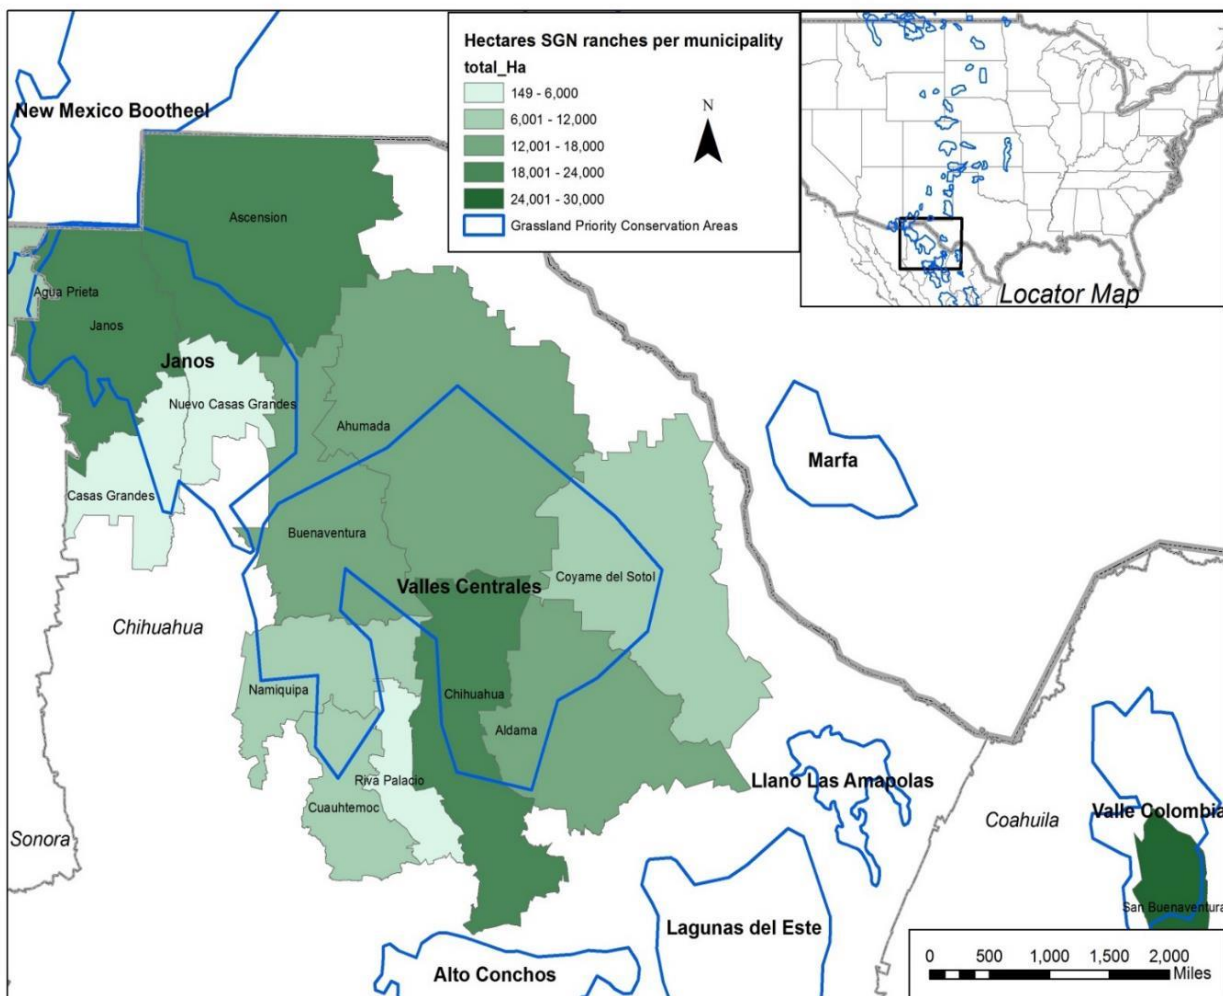 Hectares SGN ranches per municipality
total_Ha
149 - 6,000
6,001 - 12,000
12,001 - 18,000
18,001 - 24,000
24,001 - 30,000
Grassland Priority Conservation Areas
N
Locator Map
New Mexico Bootheel
Ascension
Agua Prieta
Janos
Janos
Nuevo Casas Grandes
Ahumada
Marfa
Casas Grandes
Buenaventura
Coyame del Sotol
Valles Centrales
Chihuahua
Namiquipa
Chihuahua
Aldama
Riva Palacio
Llano Las Amapolas
Cuauhtemoc
Valle Colombia
Coahuila
Sonora
San Buenaventura
Lagunas del Este
Alto Conchos
0 500 1,000 1,500 2,000
Miles